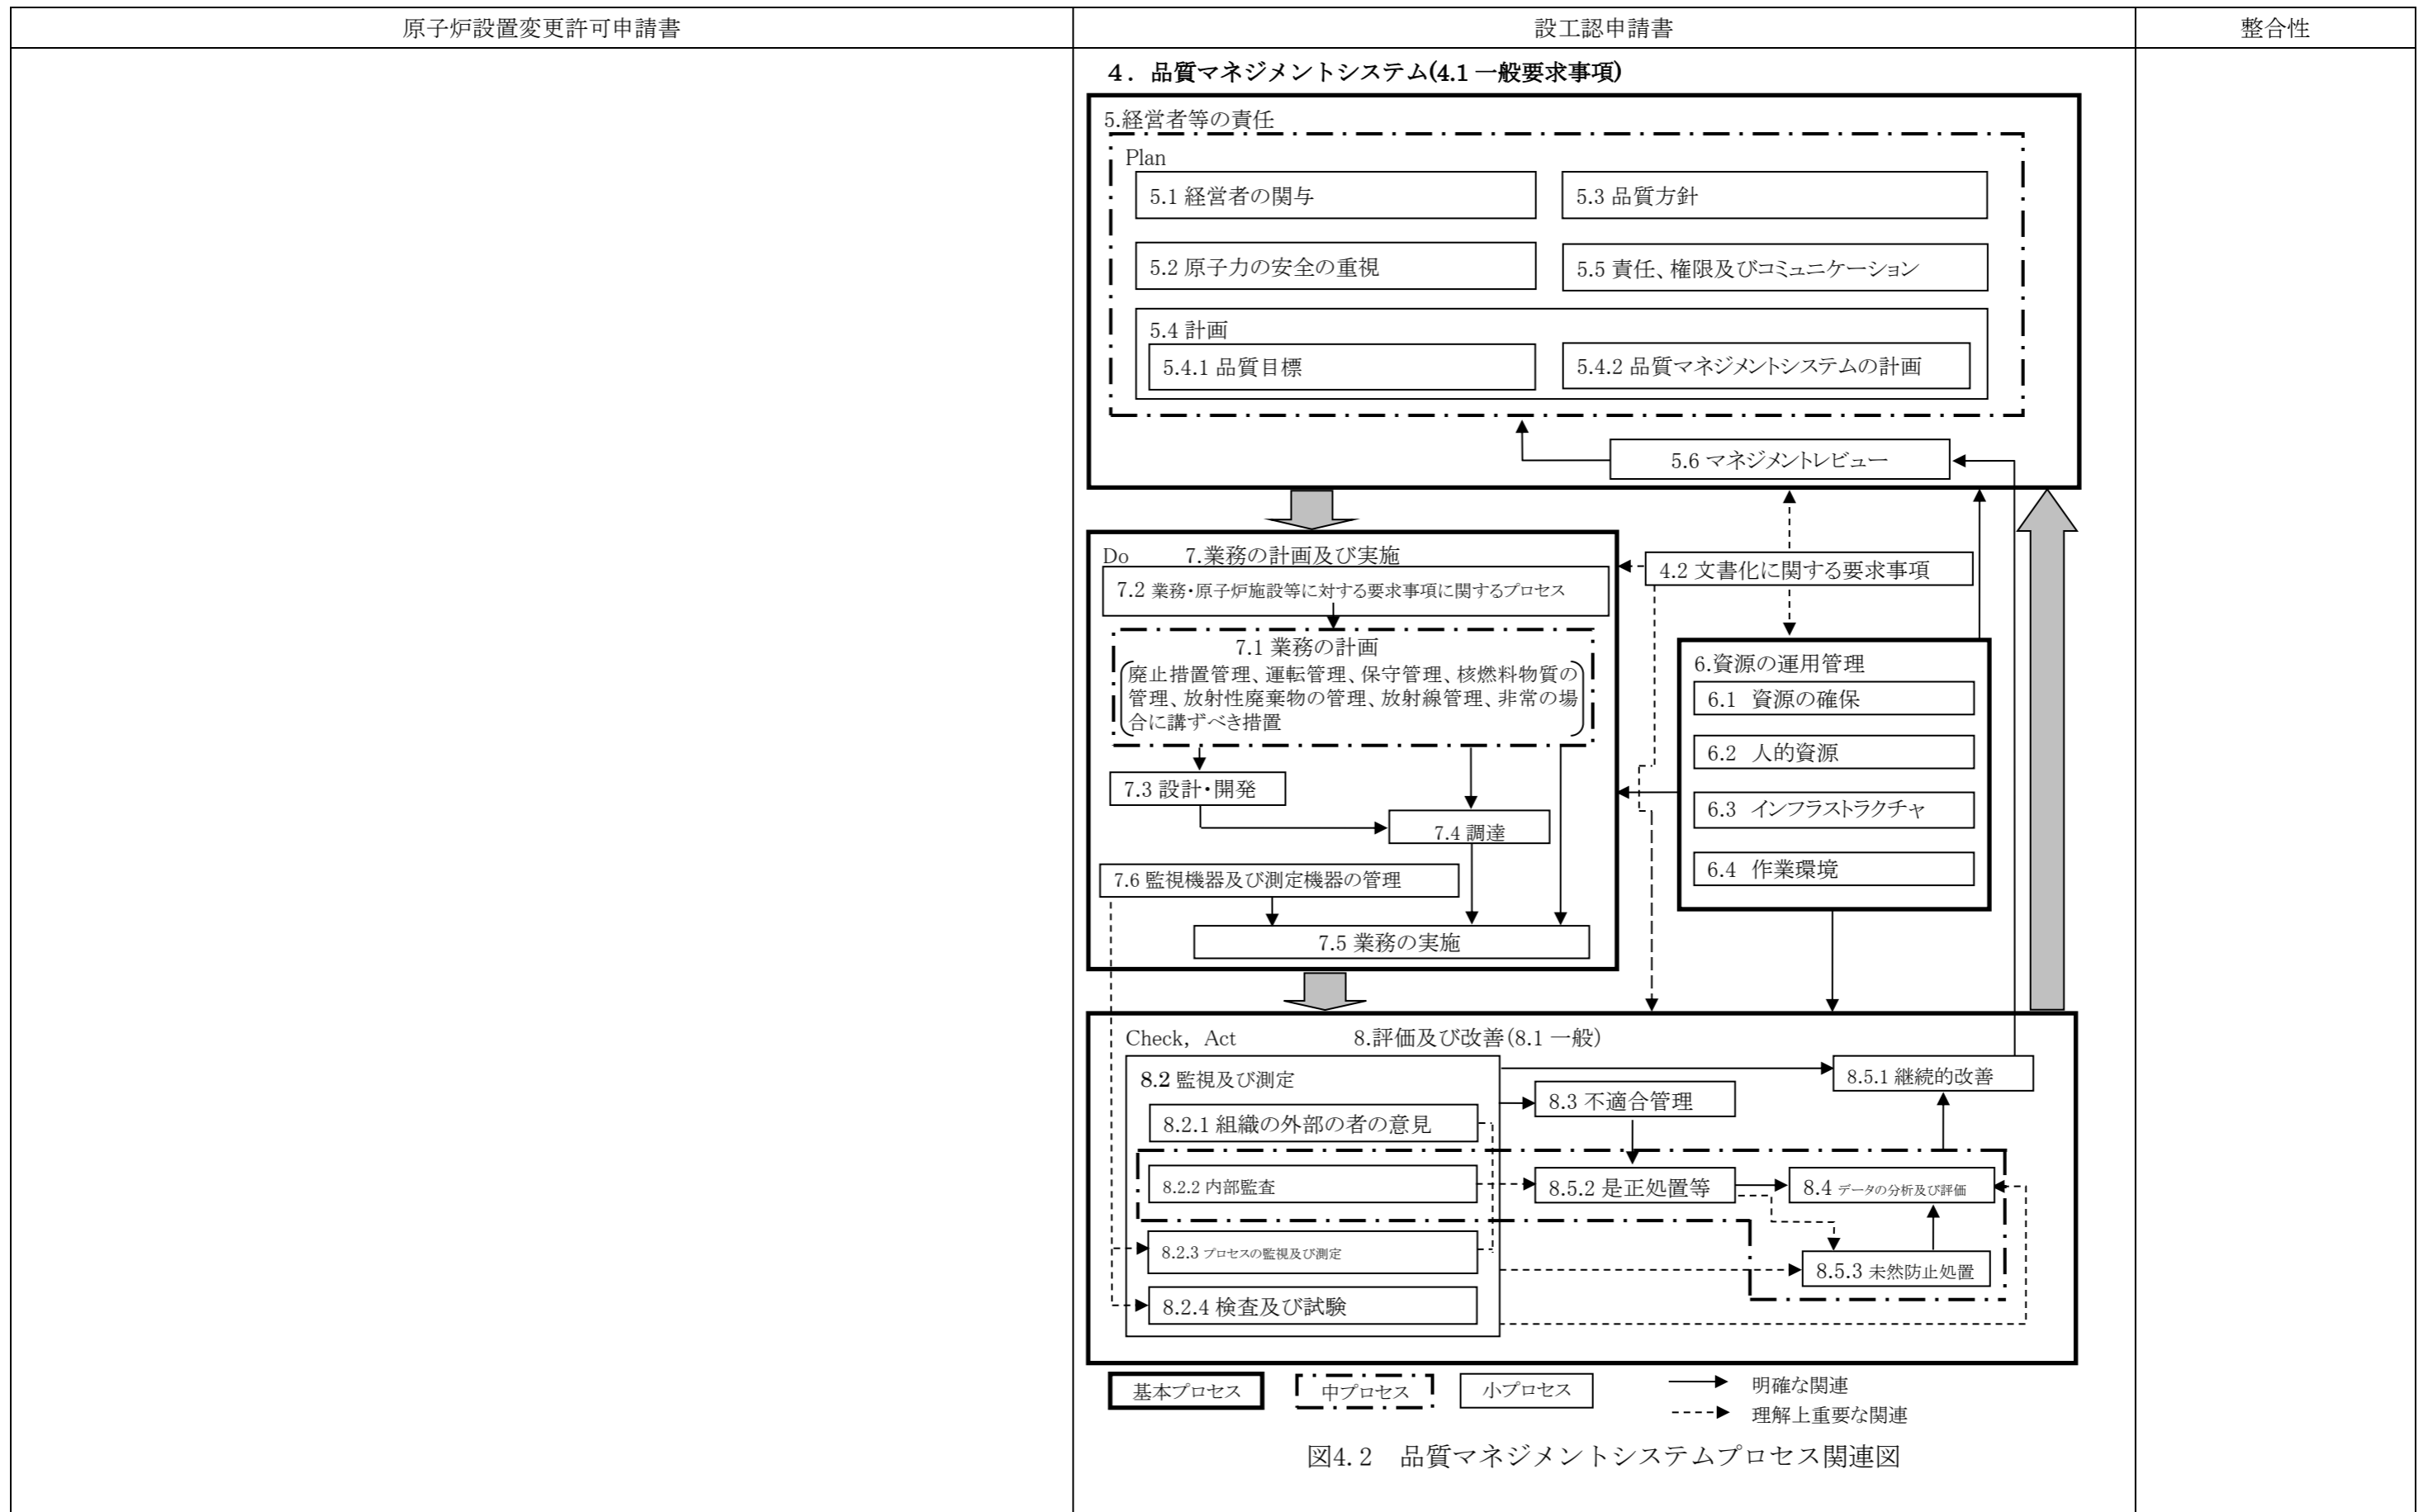 原子炉設置変更許可申請書
設工認申請書
整合性
４．品質マネジメントシステム(4.1 一般要求事項)
5.経営者等の責任
Plan
5.1 経営者の関与
5.3 品質方針
5.2 原子力の安全の重視
5.5 責任、権限及びコミュニケーション
5.4 計画
5.4.1 品質目標
5.4.2 品質マネジメントシステムの計画
5.6 マネジメントレビュー
Do
7.業務の計画及び実施
4.2 文書化に関する要求事項
7.2 業務・原子炉施設等に対する要求事項に関するプロセス
7.1 業務の計画
廃止措置管理、運転管理、保守管理、核燃料物質の
管理、放射性廃棄物の管理、放射線管理、非常の場
合に講ずべき措置
6.資源の運用管理
6.1 資源の確保
6.2 人的資源
6.3 インフラストラクチャ
6.4 作業環境
7.3 設計・開発
7.4 調達
7.6 監視機器及び測定機器の管理
7.5 業務の実施
Check, Act
8.評価及び改善(8.1 一般)
8.2 監視及び測定
8.5.1 継続的改善
8.3 不適合管理
8.2.1 組織の外部の者の意見
8.2.2 内部監査
8.5.2 是正処置等
8.4 データの分析及び評価
8.2.3 プロセスの監視及び測定
8.5.3 未然防止処置
8.2.4 検査及び試験
基本プロセス
中プロセス
小プロセス
明確な関連
理解上重要な関連
図4.2　品質マネジメントシステムプロセス関連図